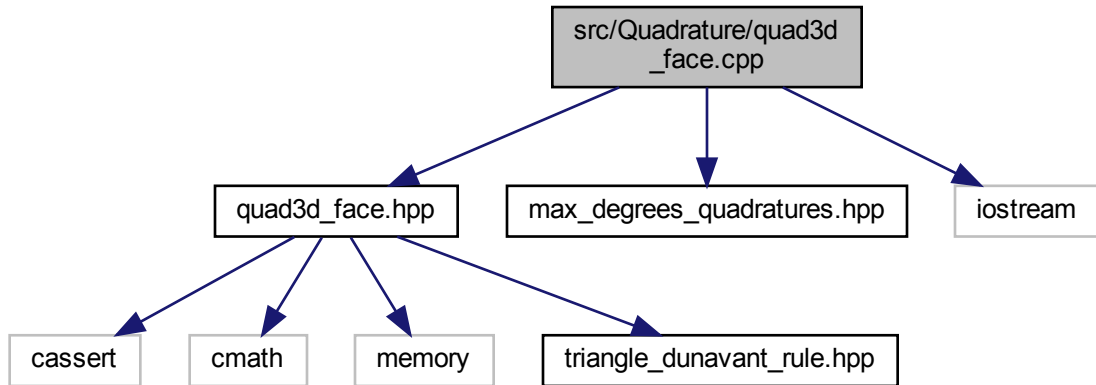 src/Quadrature/quad3d
_face.cpp
quad3d_face.hpp
max_degrees_quadratures.hpp
iostream
cassert
cmath
memory
triangle_dunavant_rule.hpp